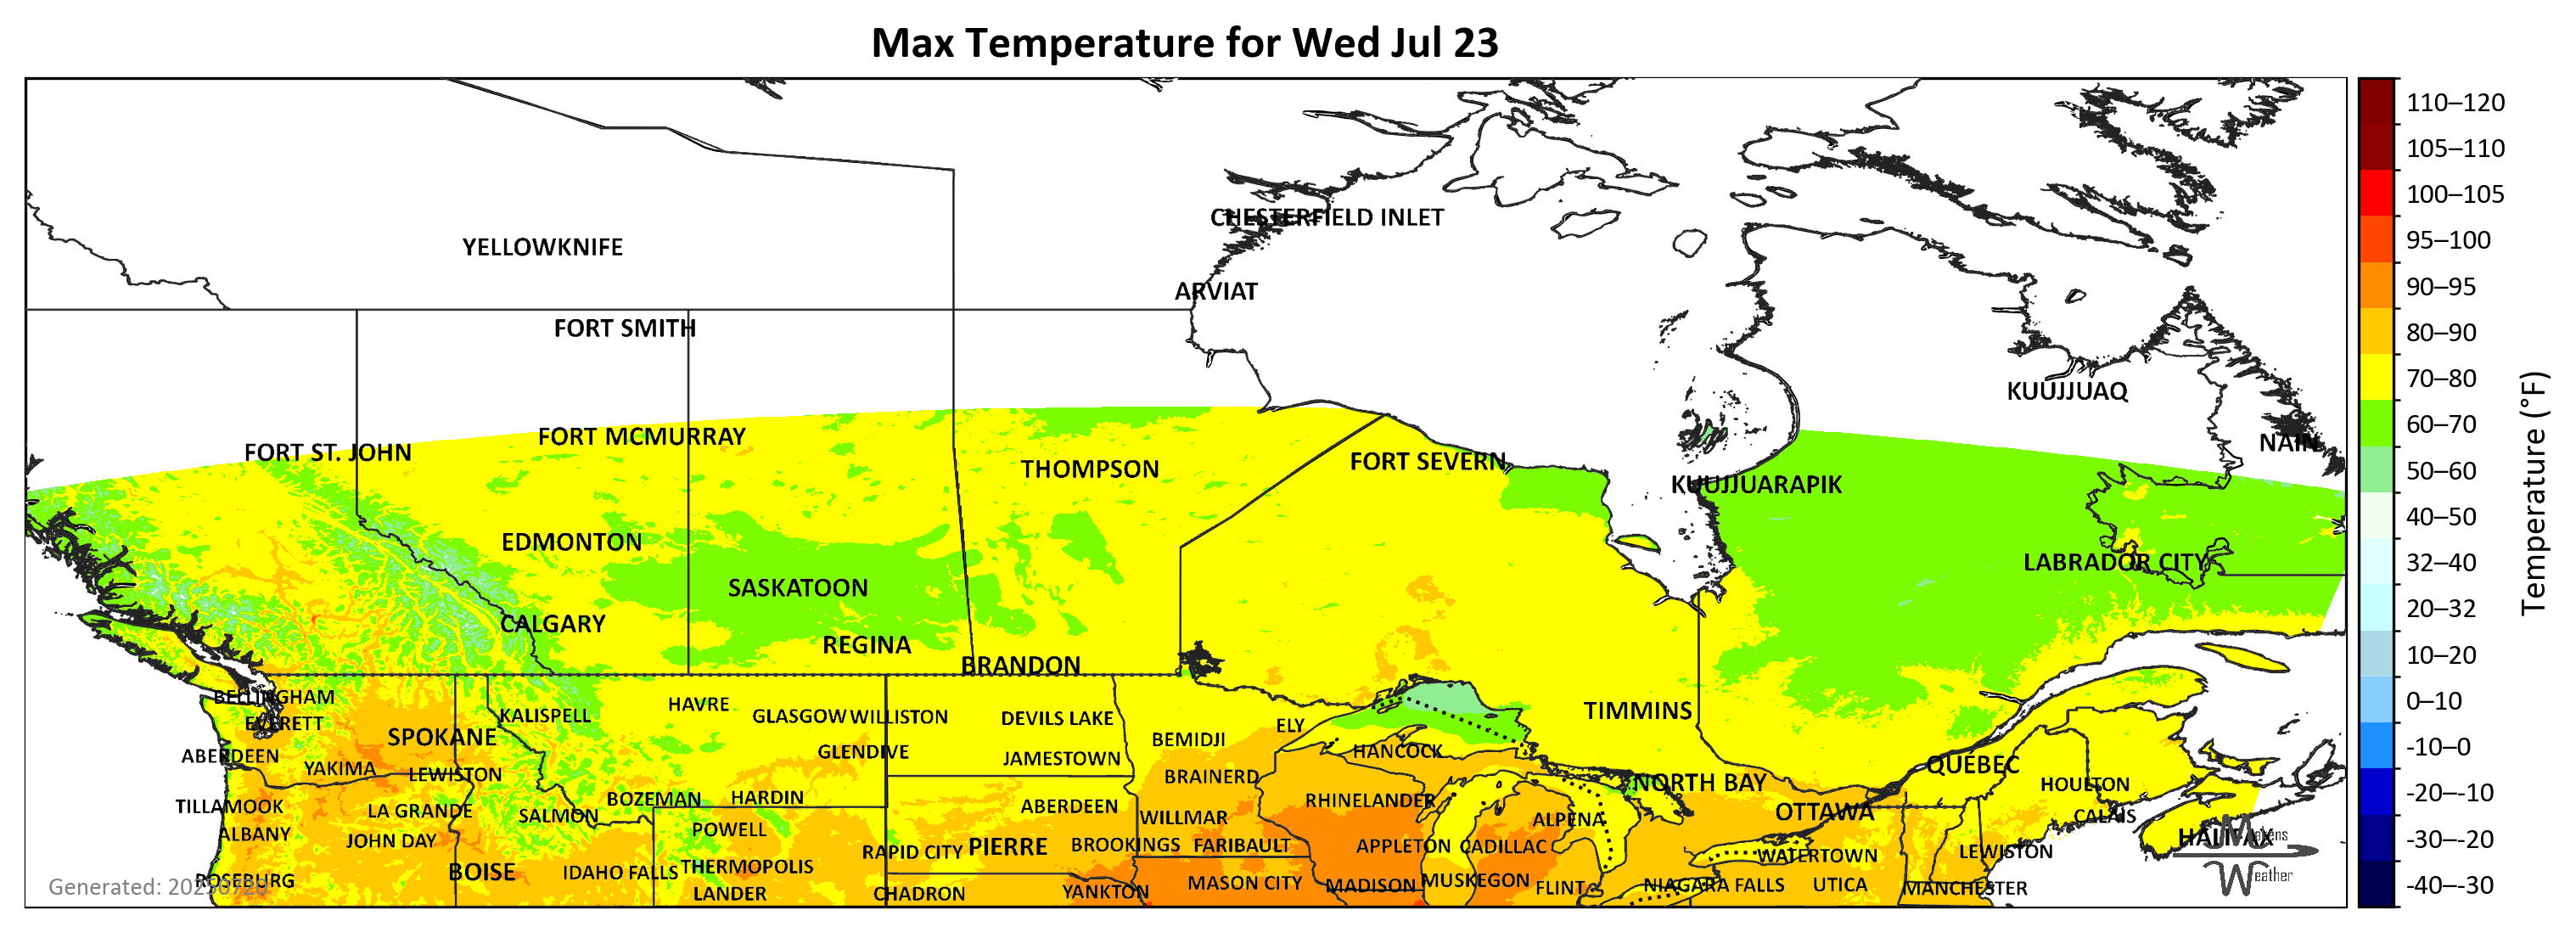 Max Temperature for Wed Jul 23
CHESTERFIELD INLET
YELLOWKNIFE
ARVIAT
FORT SMITH
KUUJJUAQ
FORT MCMURRAY
NAIN
FORT ST. JOHN
FORT SEVERN
THOMPSON
KUUJJUARAPIK
EDMONTON
LABRADOR CITY
SASKATOON
CALGARY
REGINA
BRANDON
BELLINGHAM
HAVRE
TIMMINS
KALISPELL
GLASGOW WILLISTON
DEVILS LAKE
EVERETT
ELY
SPOKANE
BEMIDJI
GLENDIVE
HANCOCK
ABERDEEN
JAMESTOWN
QUÉBEC
YAKIMA
LEWISTON
BRAINERD
NORTH BAY
HOULTON
BOZEMAN
HARDIN
RHINELANDER
TILLAMOOK
LA GRANDE
ABERDEEN
OTTAWA
SALMON
WILLMAR
ALPENA
CALAIS
ALBANY
POWELL
JOHN DAY
HALIFAX
Makens
RAPID CITY
PIERRE
BROOKINGS
FARIBAULT
APPLETON
CADILLAC
WATERTOWN
LEWISTON
BOISE
IDAHO FALLS
THERMOPOLIS
Weather
ROSEBURG
MASON CITY
MADISON
MUSKEGON
FLINT
NIAGARA FALLS
UTICA
MANCHESTER
LANDER
CHADRON
YANKTON
Generated: 20250720
110–120
105–110
100–105
95–100
90–95
80–90
70–80
60–70
50–60
40–50
32–40
20–32
10–20
0–10
-10–0
-20–-10
-30–-20
-40–-30
Temperature (°F)